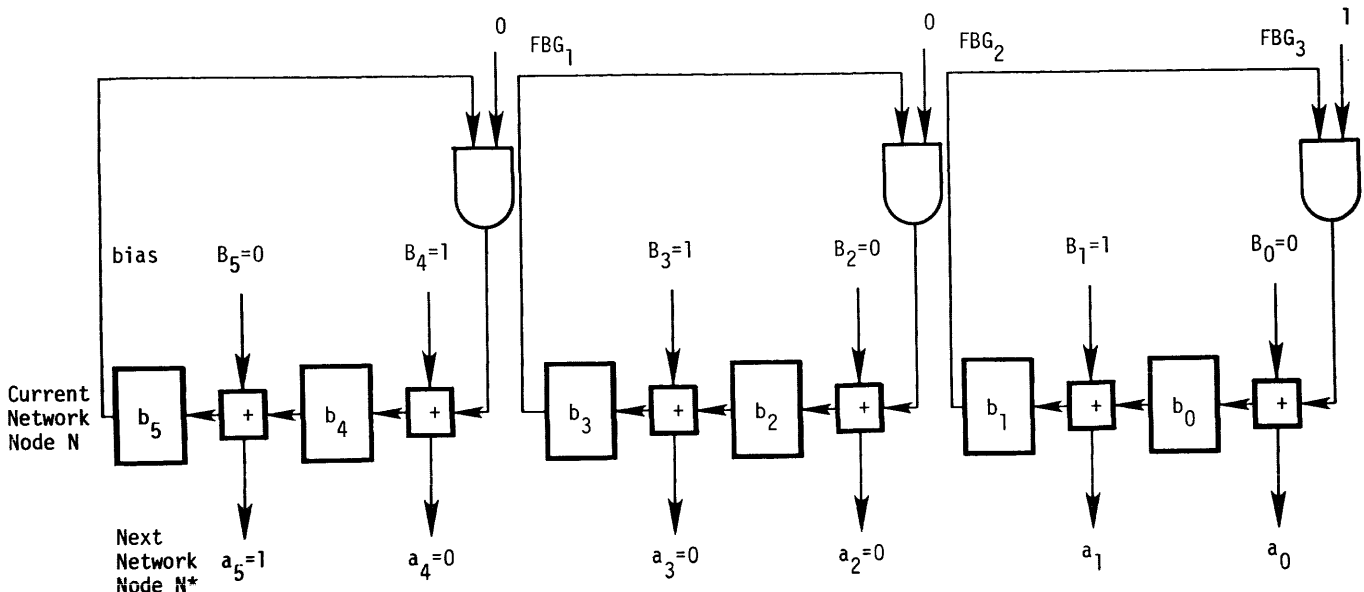 0 FBG1 0 FBG2 FBG3 1
bias B5=0 B4=1 B3=1 B2=0 B1=1 B0=0
Current
Network
Node N
b5 + b4 + b3 + b2 + b1 + b0 +
Next
Network
Node N*
a5=1 a4=0 a3=0 a2=0 a1 a0